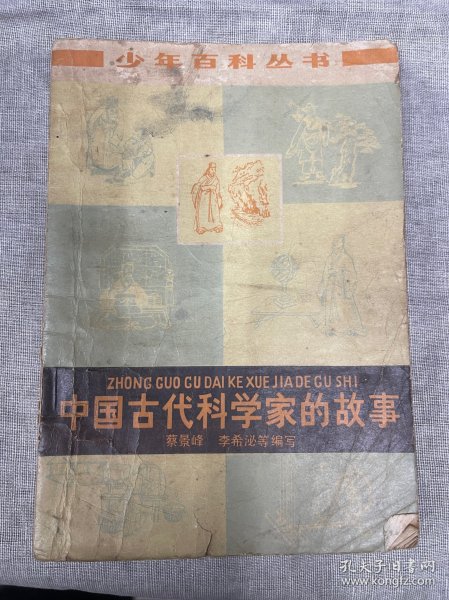 少年百科丛书
ZHONG GUO GU DAI KE XUE JIA DE GU SHI
中国古代科学家的故事
蔡景峰 李希泌等编写
孔夫子旧书网
www.kongfz.com